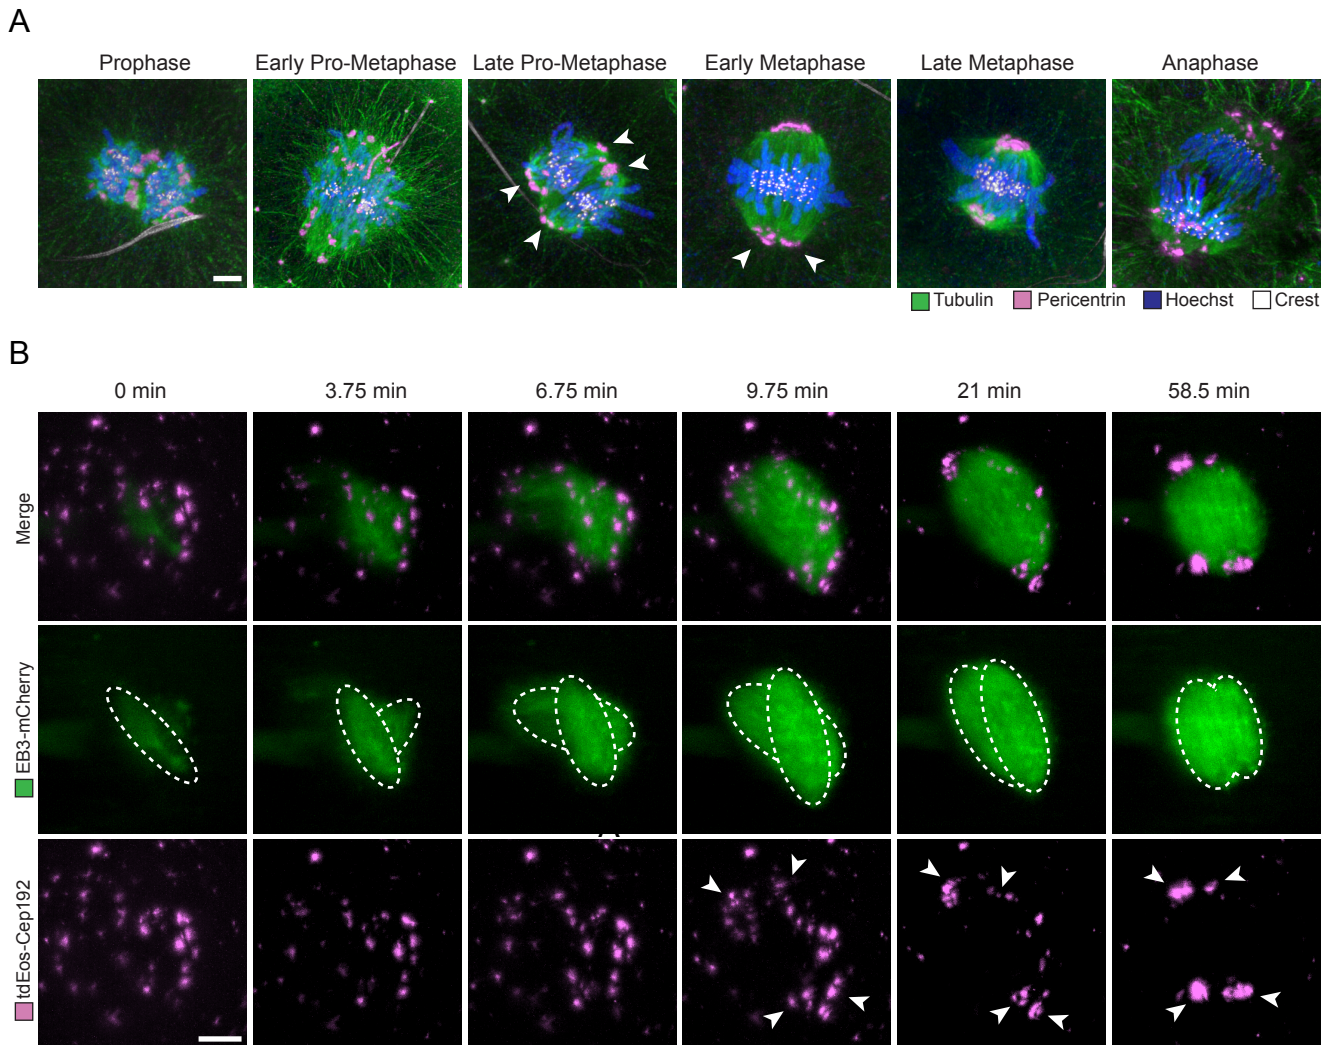 A
Prophase Early Pro-Metaphase Late Pro-Metaphase Early Metaphase Late Metaphase Anaphase
Tubulin Pericentrin Hoechst Crest
B
0 min 3.75 min 6.75 min 9.75 min 21 min 58.5 min
Merge
EB3-mCherry
tdEos-Cep192